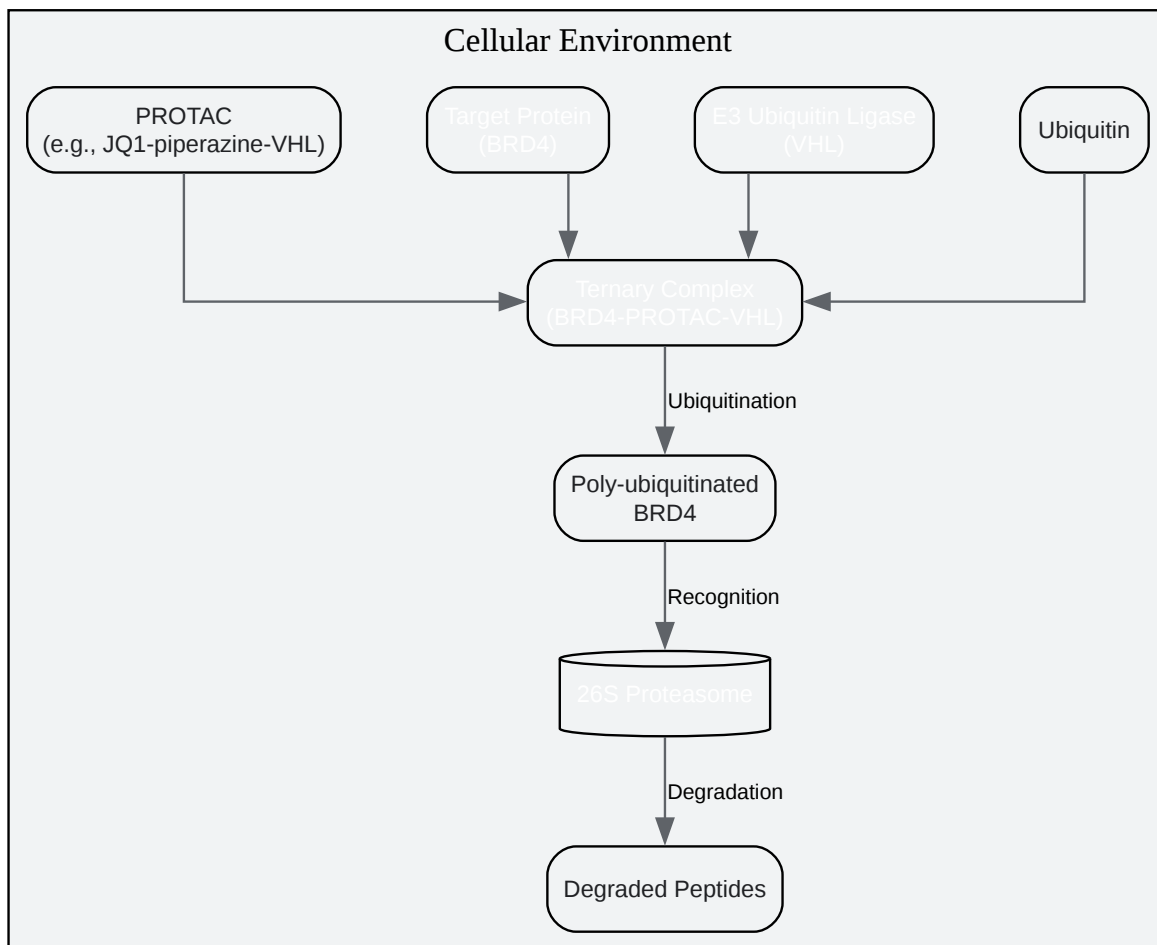 Cellular Environment
PROTAC
(e.g., JQ1-piperazine-VHL)
Target Protein
(BRD4)
E3 Ubiquitin Ligase
(VHL)
Ubiquitin
Ternary Complex
(BRD4-PROTAC-VHL)
Ubiquitination
Poly-ubiquitinated
BRD4
Recognition
26S Proteasome
Degradation
Degraded Peptides